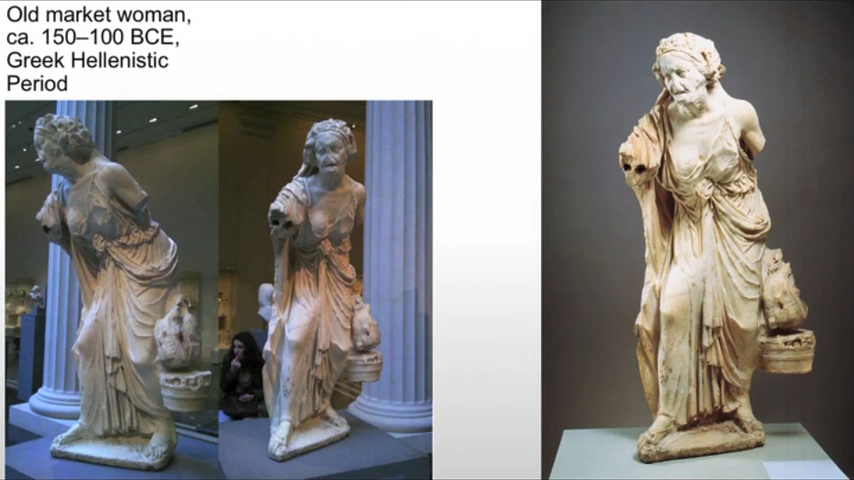 Old market woman,
ca. 150–100 BCE,
Greek Hellenistic
Period